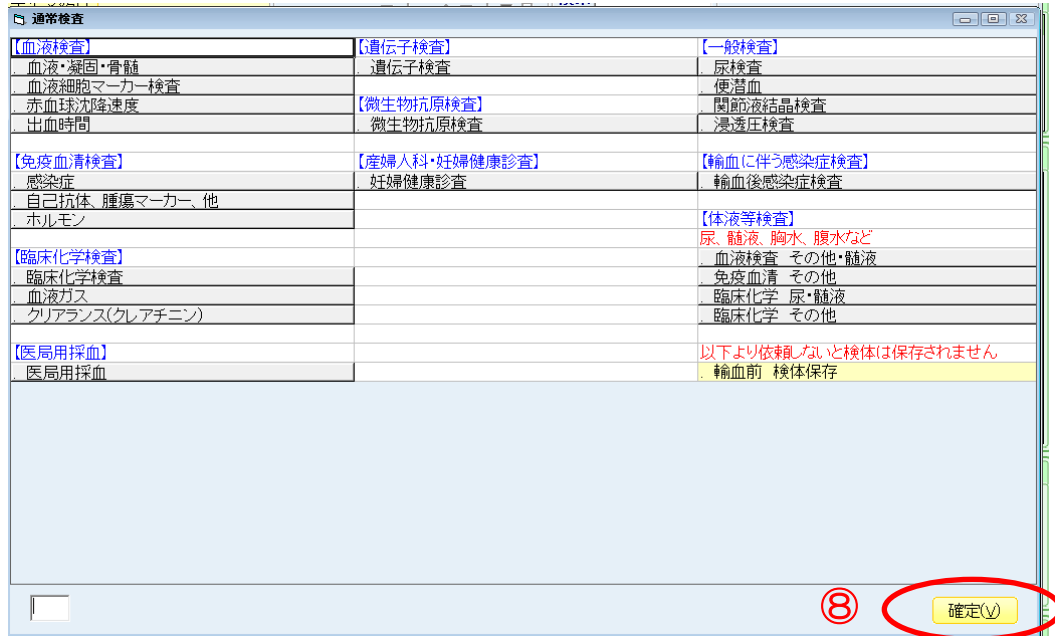 通常検査
【血液検査】
. 血液・凝固・骨髄
. 血液細胞マーカー検査
. 赤血球沈降速度
. 出血時間
【免疫血清検査】
. 感染症
. 自己抗体、腫瘍マーカー、他
. ホルモン
【臨床化学検査】
. 臨床化学検査
. 血液ガス
. クリアランス(クレアチニン)
【医局用採血】
. 医局用採血
【遺伝子検査】
. 遺伝子検査
【微生物抗原検査】
. 微生物抗原検査
【産婦人科・妊婦健康診査】
. 妊婦健康診査
【一般検査】
. 尿検査
. 便潜血
. 関節液結晶検査
. 浸透圧検査
【輸血に伴う感染症検査】
. 輸血後感染症検査
【体液等検査】
尿、髄液、胸水、腹水など
. 血液検査 その他・髄液
. 免疫血清 その他
. 臨床化学 尿・髄液
. 臨床化学 その他
以下より依頼しないと検体は保存されません
. 輸血前 検体保存
⑧
確定(V)